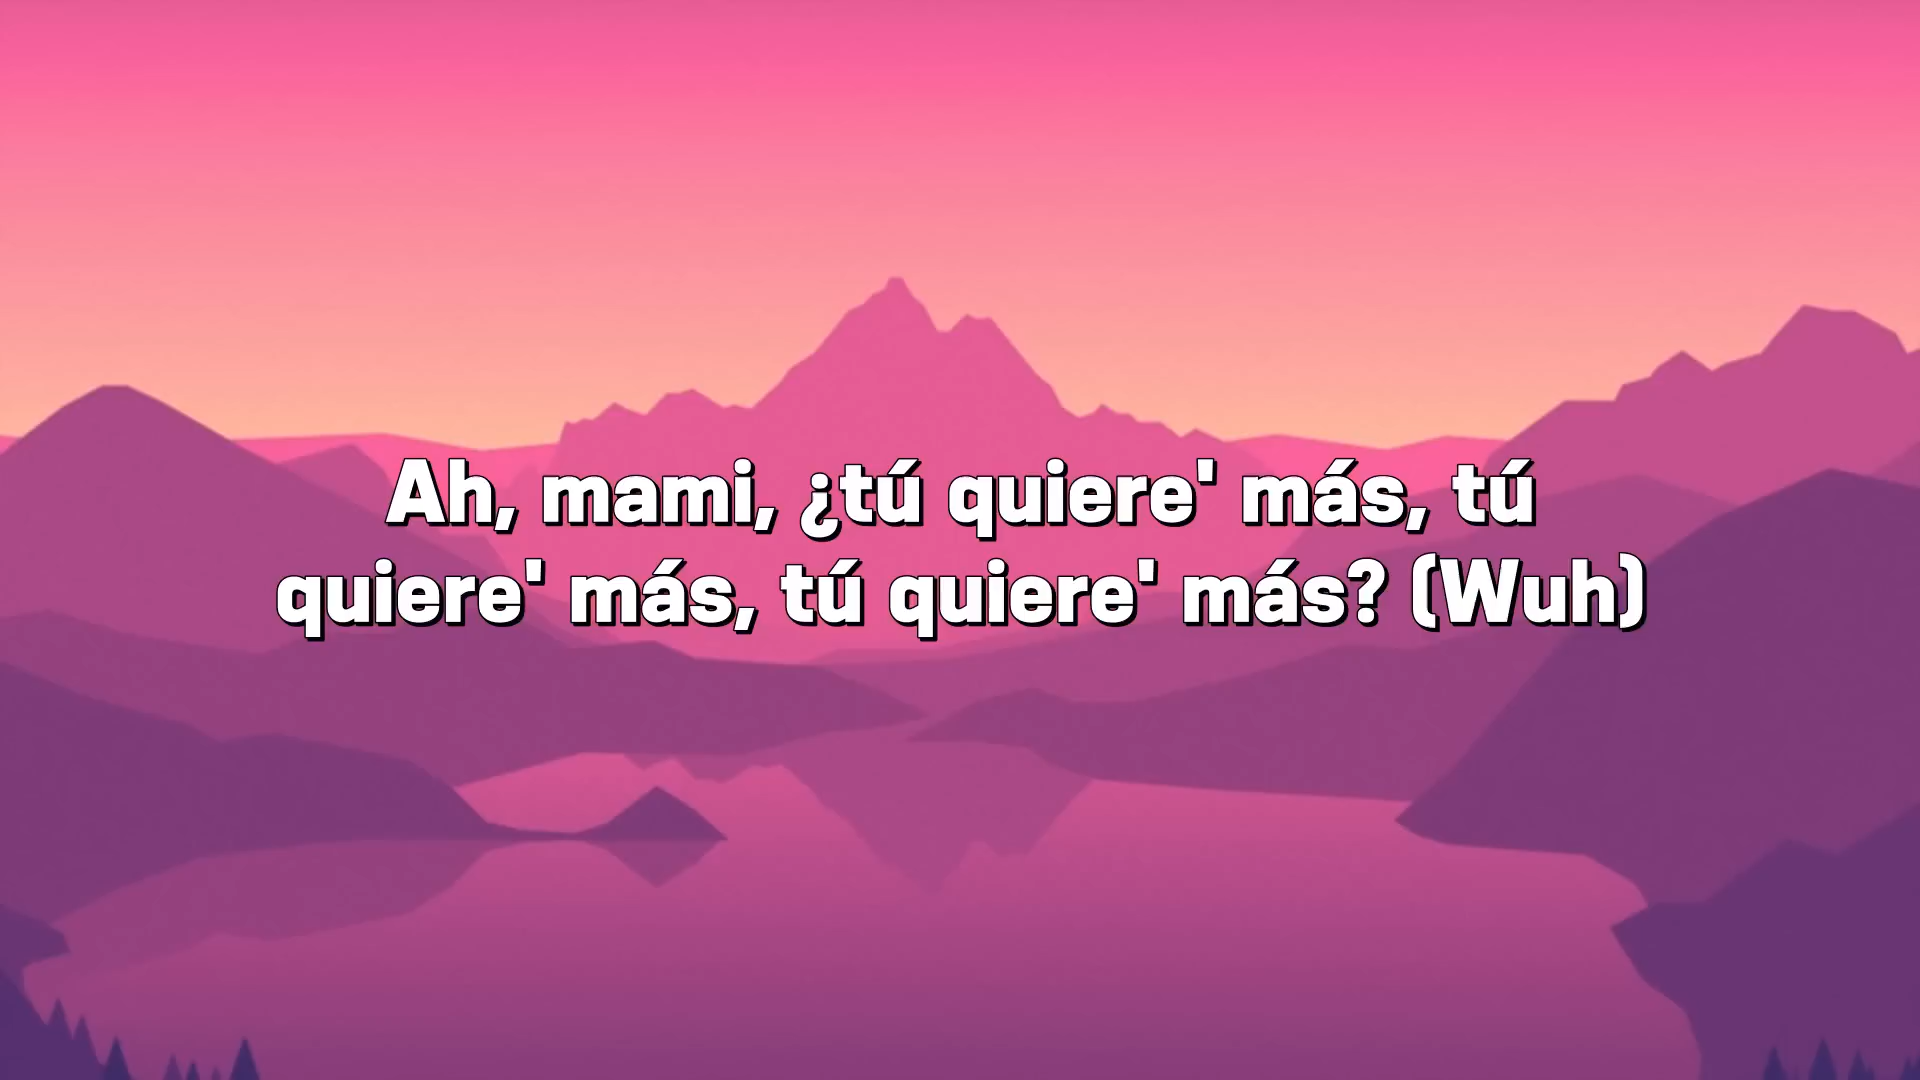 Ah, mami, ¿tú quiere' más, tú
quiere' más, tú quiere' más? (Wuh)